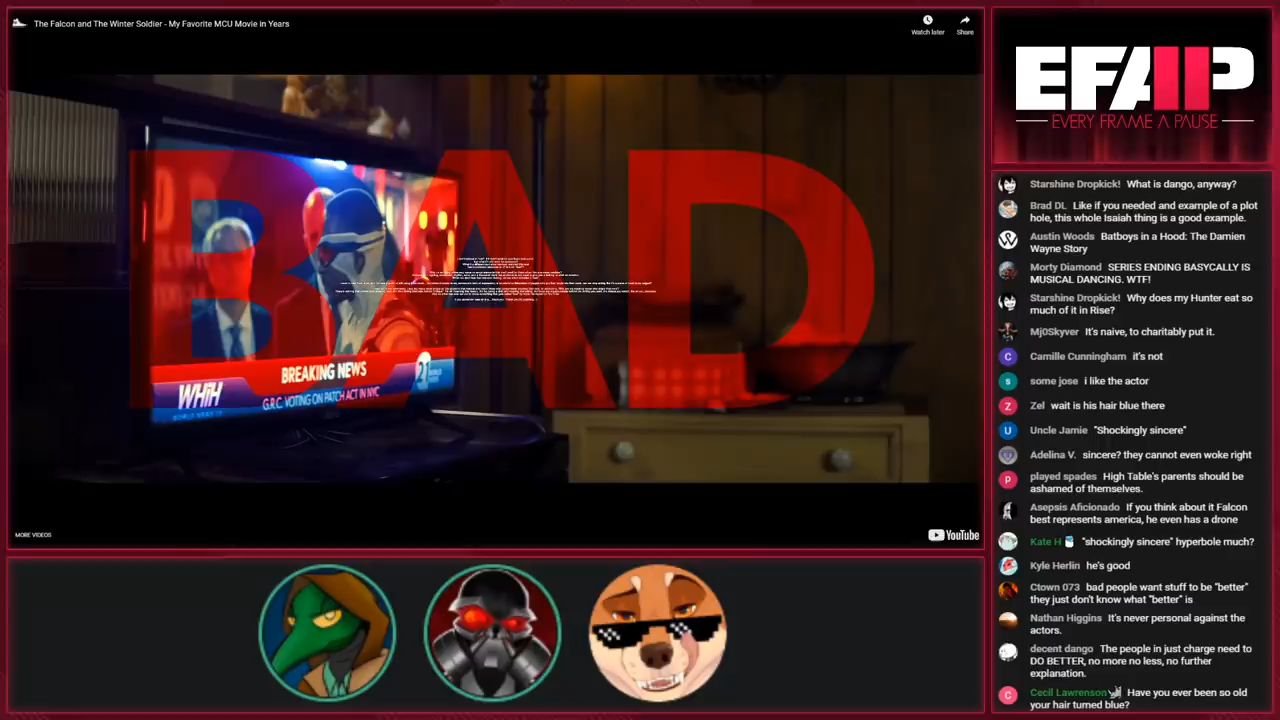 The Falcon and The Winter Soldier - My Favorite MCU Movie in Years
Watch later
Share
BAD
BREAKING NEWS
WHiH
WORLD NEWS
21
G.R.C. VOTING ON PATCH ACT IN NYC
MORE VIDEOS
YouTube
EFAP
EVERY FRAME A PAUSE
Starshine Dropkick! What is dango, anyway?
Brad DL Like if you needed and example of a plot
hole, this whole Isaiah thing is a good example.
Austin Woods Batboys in a Hood: The Damien
Wayne Story
Morty Diamond SERIES ENDING BASYCALLY IS
MUSICAL DANCING. WTF!
Starshine Dropkick! Why does my Hunter eat so
much of it in Rise?
Mj0Skyver It's naive, to charitably put it.
Camille Cunningham it's not
some jose i like the actor
Zel wait is his hair blue there
Uncle Jamie "Shockingly sincere"
Adelina V. sincere? they cannot even woke right
played spades High Table's parents should be
ashamed of themselves.
Asepsis Aficionado If you think about it Falcon
best represents america, he even has a drone
Kate H "shockingly sincere" hyperbole much?
Kyle Herlin he's good
Ctown 073 bad people want stuff to be "better"
they just don't know what "better" is
Nathan Higgins It's never personal against the
actors.
decent dango The people in just charge need to
DO BETTER, no more no less, no further
explanation.
Cecil Lawrenson Have you ever been so old
your hair turned blue?